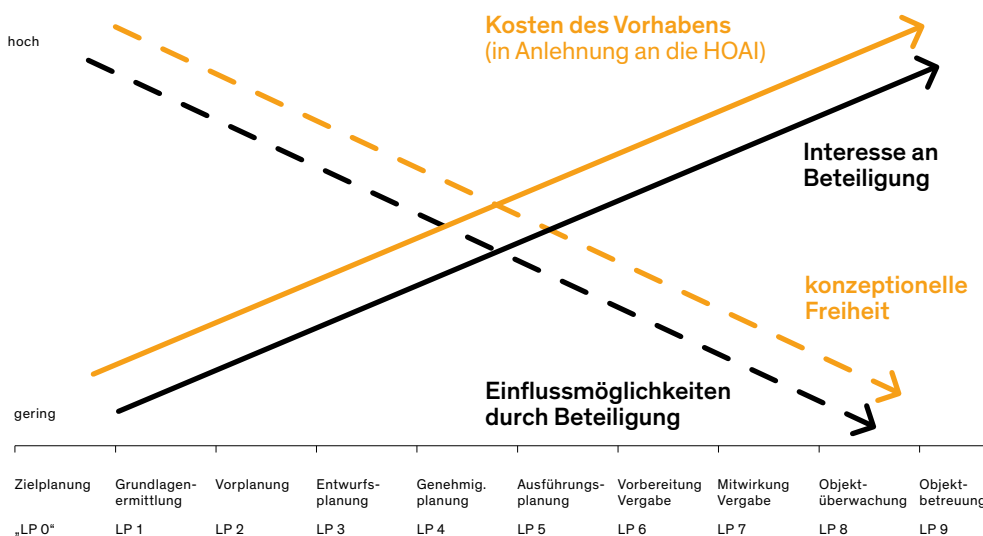 hoch
Kosten des Vorhabens
(in Anlehnung an die HOAI)
Interesse an
Beteiligung
konzeptionelle
Freiheit
Einflussmöglichkeiten
durch Beteiligung
gering
Zielplanung
„LP 0“
Grundlagen-
ermittlung
LP 1
Vorplanung
LP 2
Entwurfs-
planung
LP 3
Genehmig.
planung
LP 4
Ausführungs-
planung
LP 5
Vorbereitung
Vergabe
LP 6
Mitwirkung
Vergabe
LP 7
Objekt-
überwachung
LP 8
Objekt-
betreuung
LP 9